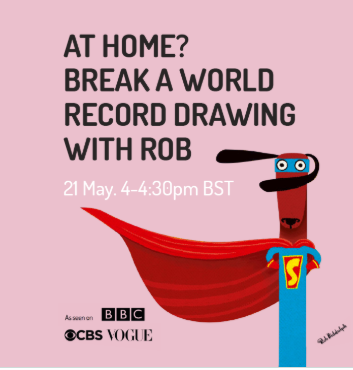 AT HOME?
BREAK A WORLD
RECORD DRAWING
WITH ROB
21 May. 4-4:30pm BST
S
As seen on BBC
CBS VOGUE